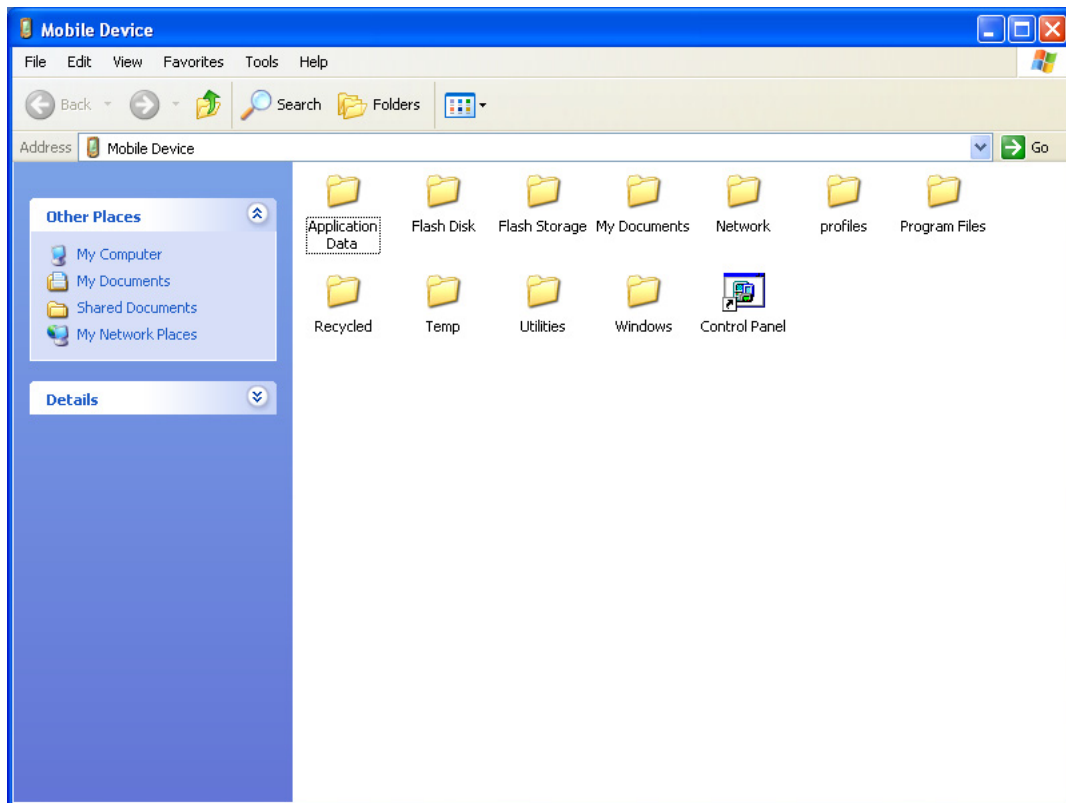 Mobile Device
File Edit View Favorites Tools Help
Back Search Folders
Address Mobile Device Go
Other Places
My Computer
My Documents
Shared Documents
My Network Places
Details
Application Data Flash Disk Flash Storage My Documents Network profiles Program Files
Recycled Temp Utilities Windows Control Panel